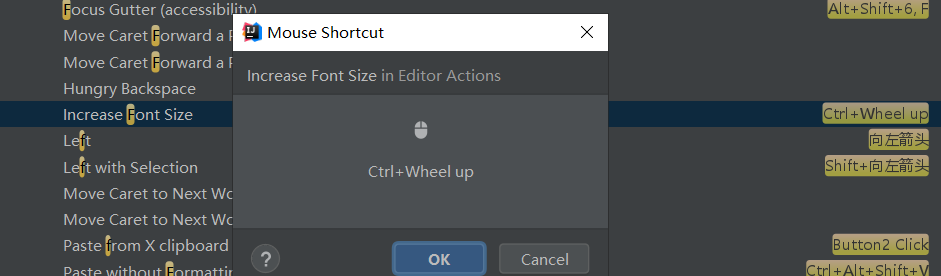 Focus Gutter (accessibility) Alt+Shift+6, F
Mouse Shortcut
Move Caret Forward a P
Move Caret Forward a P
Increase Font Size in Editor Actions
Hungry Backspace
Increase Font Size Ctrl+Wheel up
Left 向左箭头
Left with Selection Shift+向左箭头
Ctrl+Wheel up
Move Caret to Next Wo
Move Caret to Next Wo
Paste from X clipboard Button2 Click
? OK Cancel
Paste without Formattin Ctrl+Alt+Shift+V